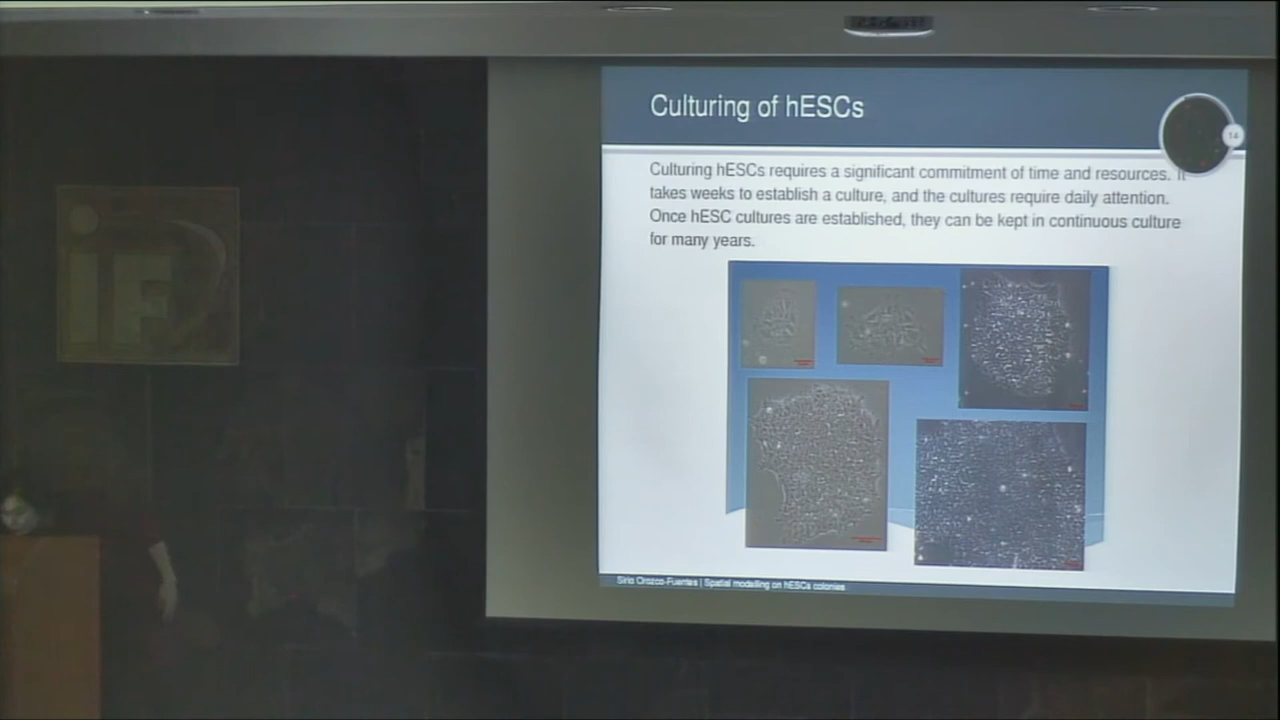 Culturing of hESCs
14
Culturing hESCs requires a significant commitment of time and resources. It
takes weeks to establish a culture, and the cultures require daily attention.
Once hESC cultures are established, they can be kept in continuous culture
for many years.
Sirio Orozco-Fuentes | Spatial modelling on hESCs colonies